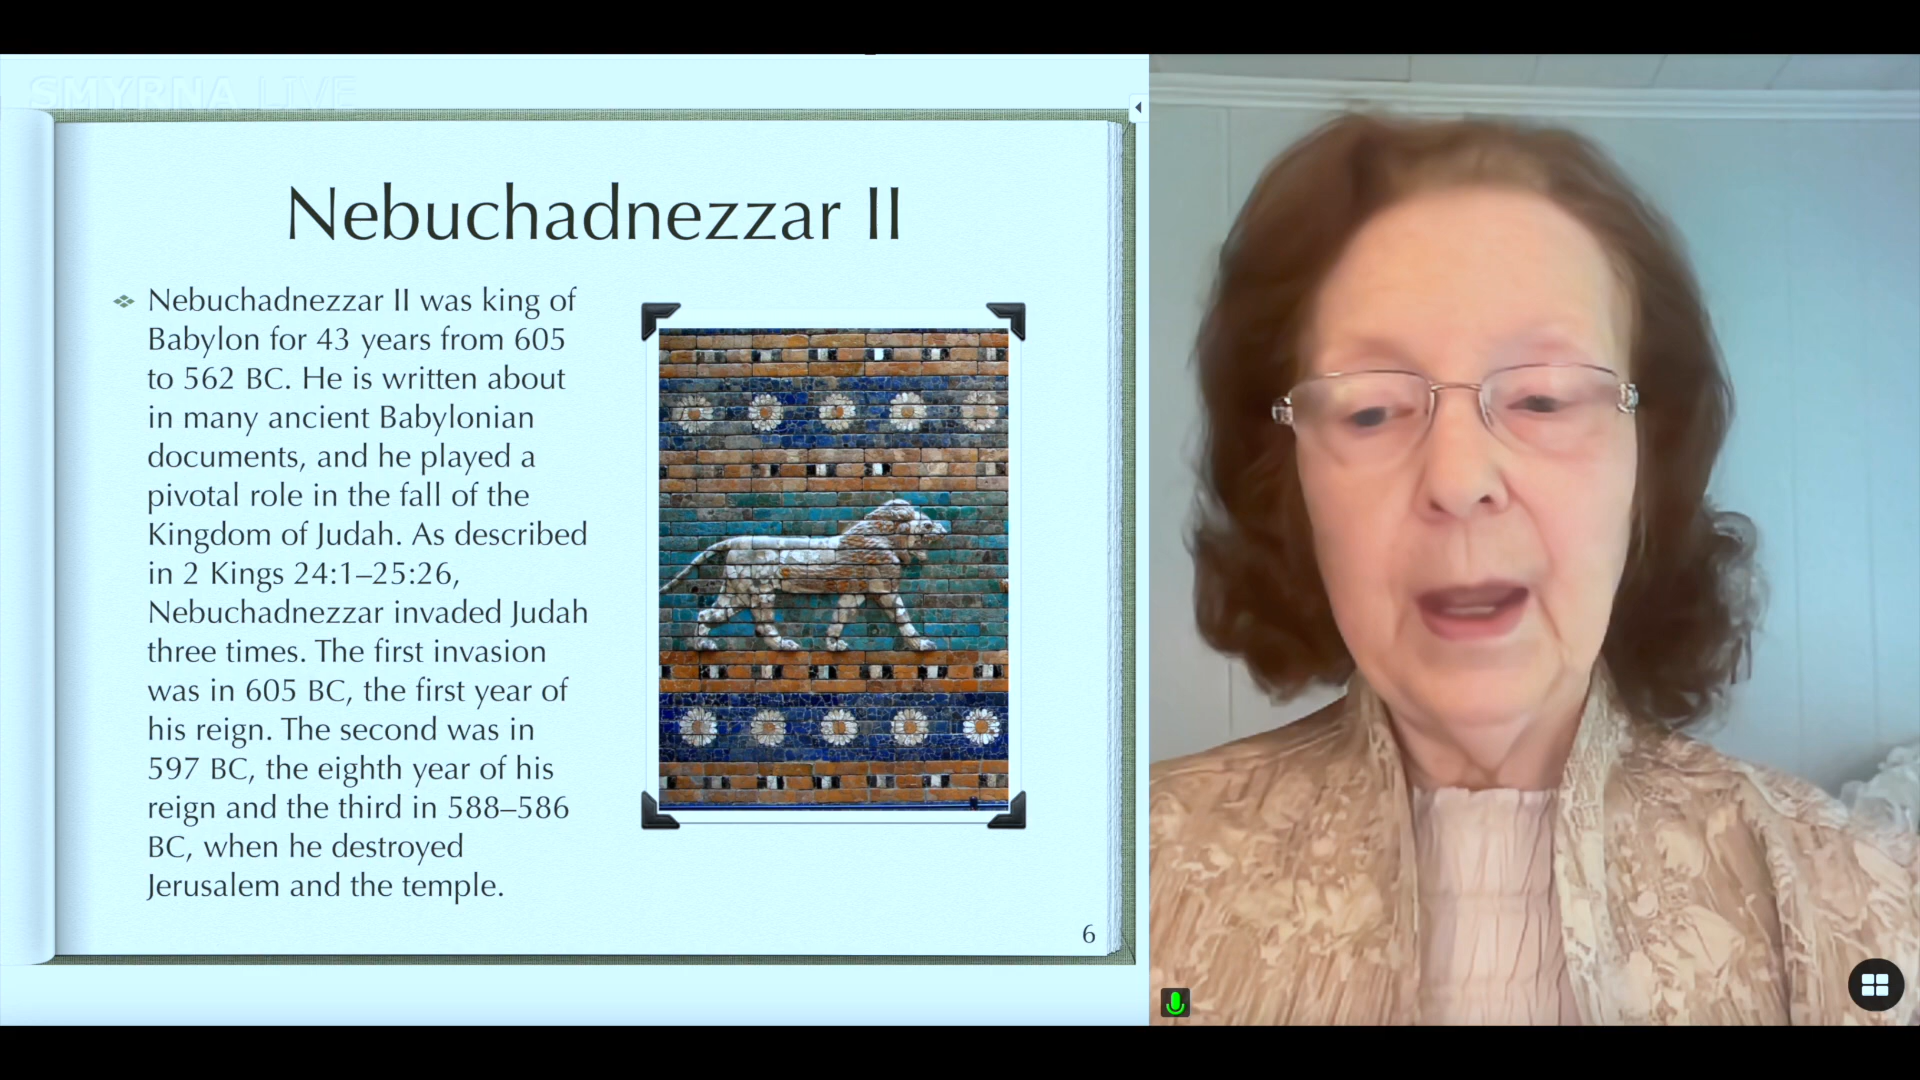 SMYRNA LIVE
Nebuchadnezzar II
Nebuchadnezzar II was king of
Babylon for 43 years from 605
to 562 BC. He is written about
in many ancient Babylonian
documents, and he played a
pivotal role in the fall of the
Kingdom of Judah. As described
in 2 Kings 24:1–25:26,
Nebuchadnezzar invaded Judah
three times. The first invasion
was in 605 BC, the first year of
his reign. The second was in
597 BC, the eighth year of his
reign and the third in 588–586
BC, when he destroyed
Jerusalem and the temple.
6